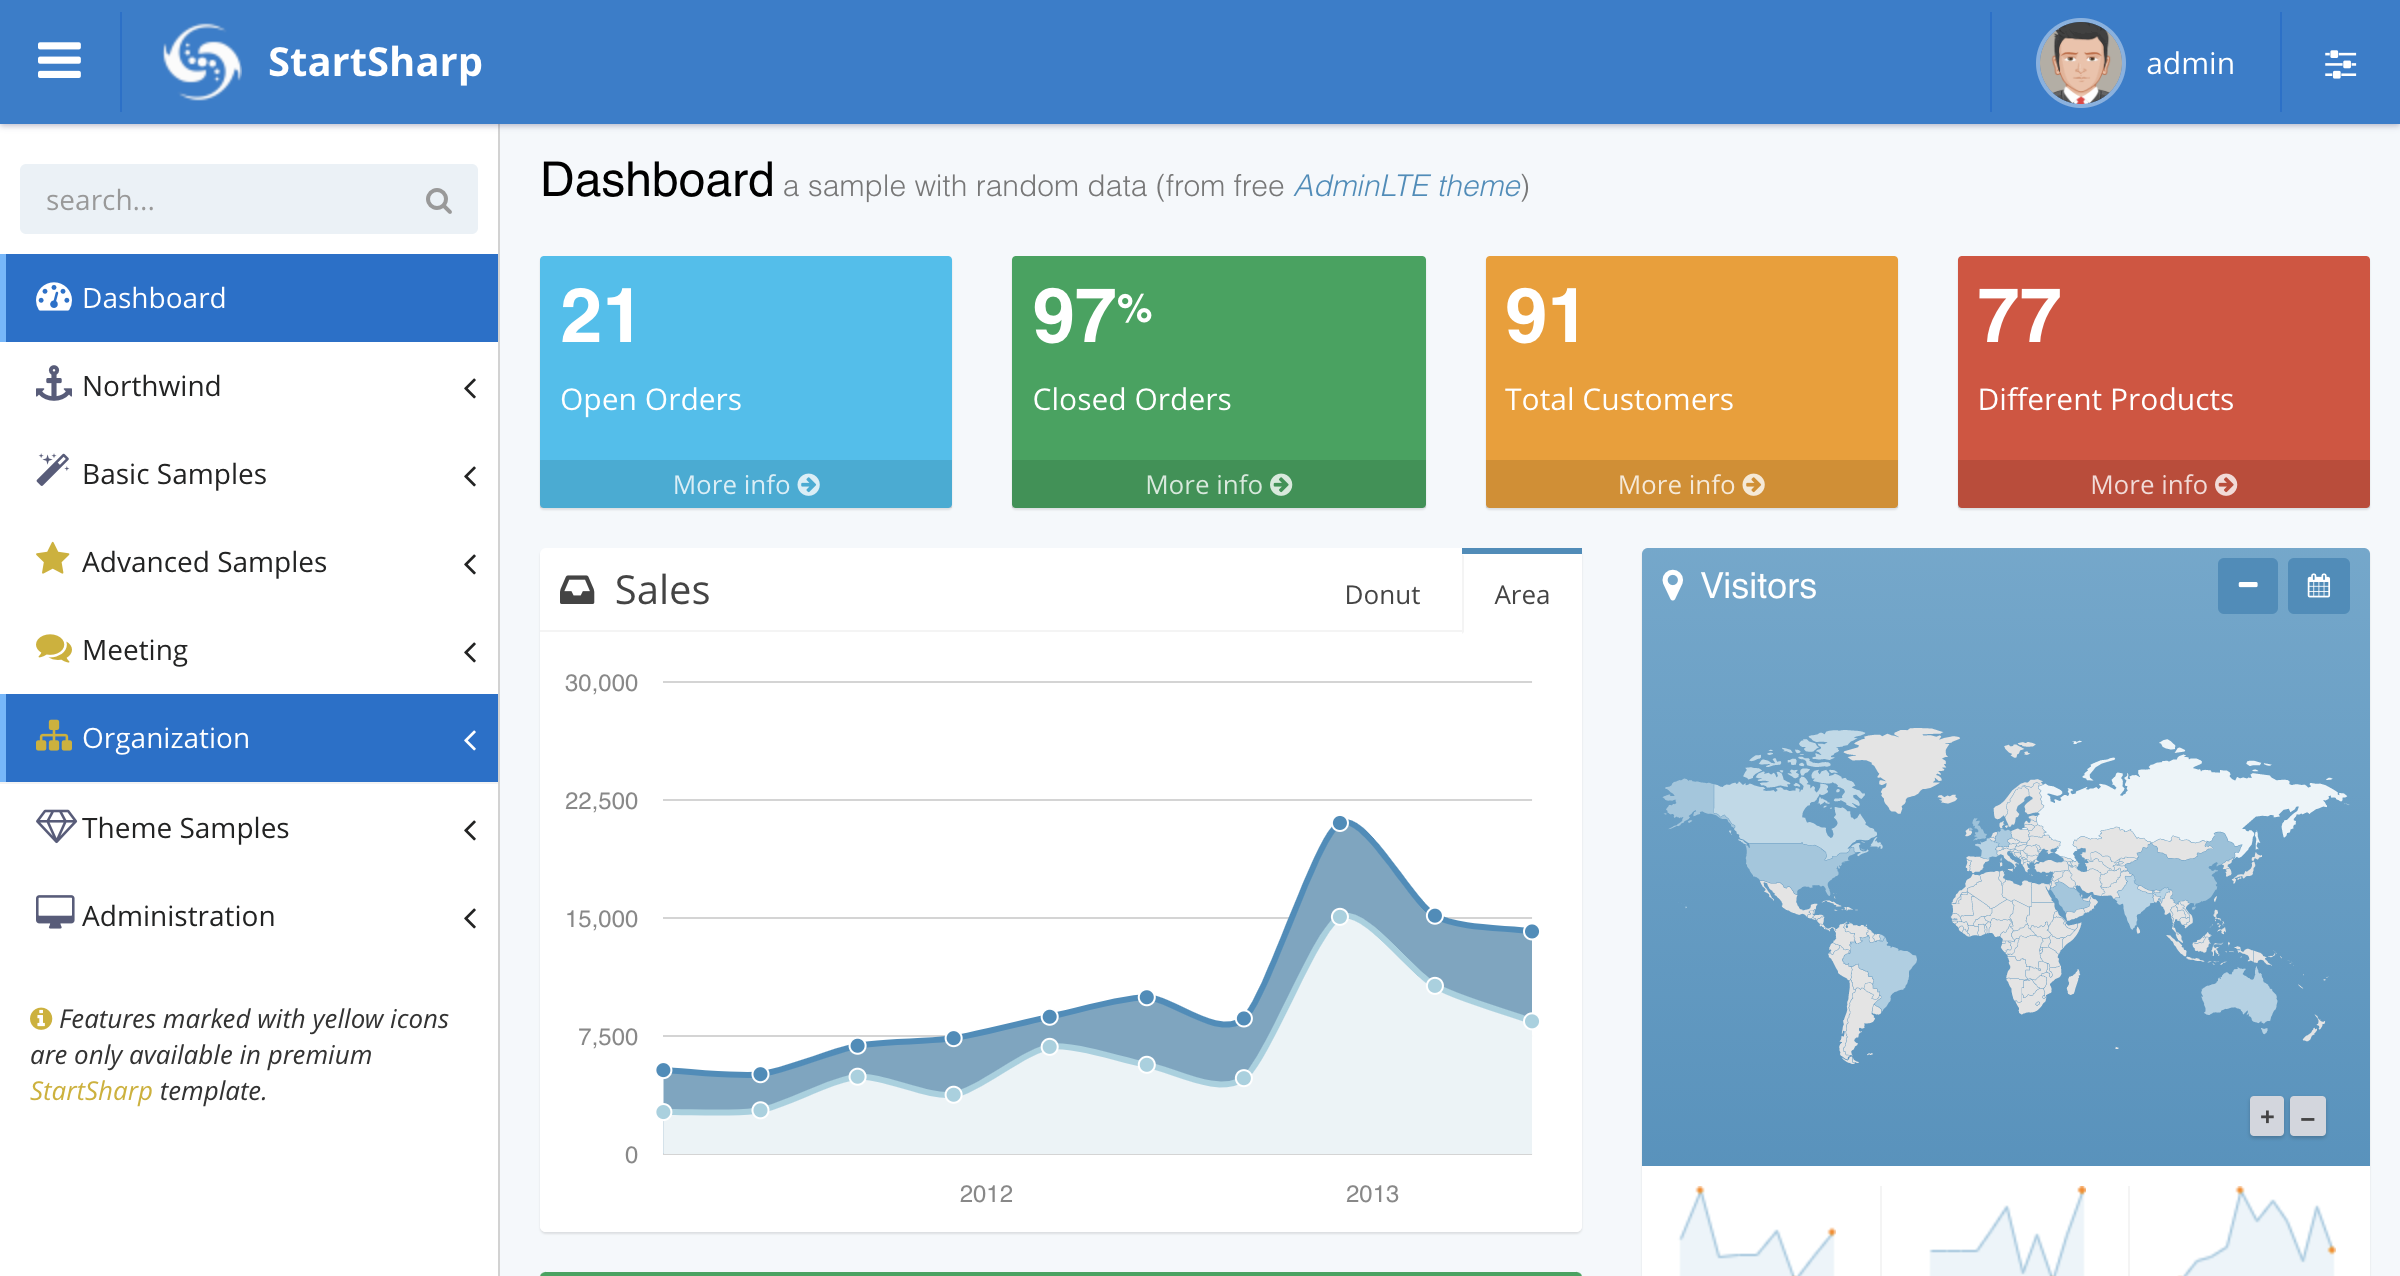 StartSharp
admin
search...
Dashboard
Northwind
Basic Samples
Advanced Samples
Meeting
Organization
Theme Samples
Administration
Features marked with yellow icons
are only available in premium
StartSharp template.
Dashboard a sample with random data (from free AdminLTE theme)
21
Open Orders
More info
97%
Closed Orders
More info
91
Total Customers
More info
77
Different Products
More info
Sales
Donut
Area
30,000
22,500
15,000
7,500
0
2012
2013
Visitors
+
−